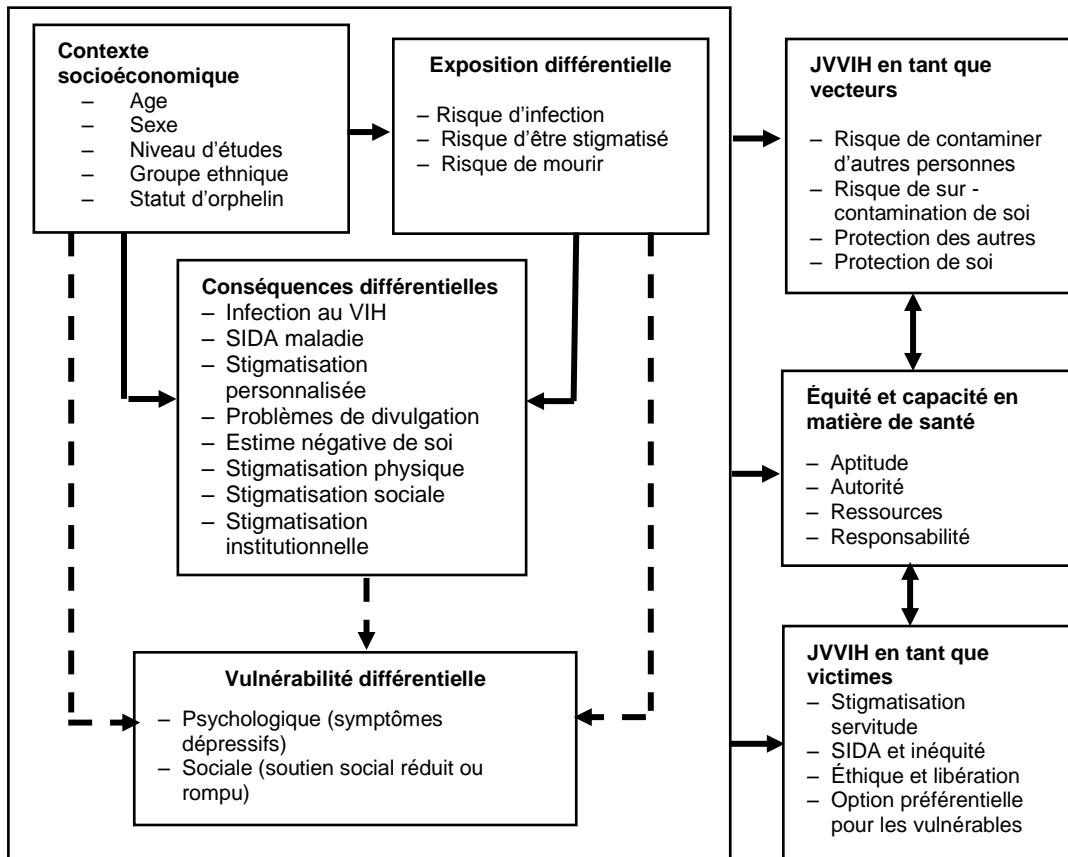 Contexte
socioéconomique
– Age
– Sexe
– Niveau d'études
– Groupe ethnique
– Statut d'orphelin
Exposition différentielle
– Risque d'infection
– Risque d'être stigmatisé
– Risque de mourir
JVVIH en tant que
vecteurs
– Risque de contaminer
d'autres personnes
– Risque de sur -
contamination de soi
– Protection des autres
– Protection de soi
Conséquences différentielles
– Infection au VIH
– SIDA maladie
– Stigmatisation
personnalisée
– Problèmes de divulgation
– Estime négative de soi
– Stigmatisation physique
– Stigmatisation sociale
– Stigmatisation
institutionnelle
Équité et capacité en
matière de santé
– Aptitude
– Autorité
– Ressources
– Responsabilité
Vulnérabilité différentielle
– Psychologique (symptômes
dépressifs)
– Sociale (soutien social réduit ou
rompu)
JVVIH en tant que
victimes
– Stigmatisation
servitude
– SIDA et inéquité
– Éthique et libération
– Option préférentielle
pour les vulnérables